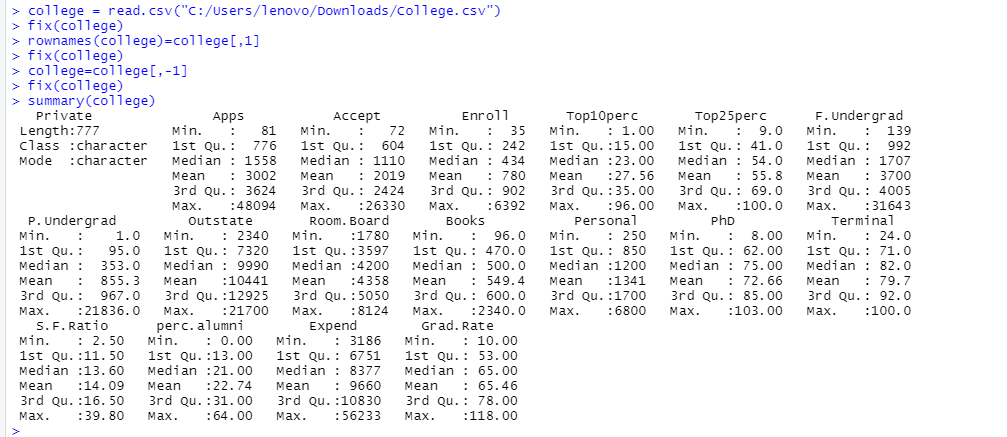 > college = read.csv("C:/Users/lenovo/Downloads/College.csv")
> fix(college)
> rownames(college)=college[,1]
> fix(college)
> college=college[,-1]
> fix(college)
> summary(college)
   Private               Apps           Accept          Enroll       Top10perc       Top25perc      F.Undergrad
 Length:777         Min.   :   81   Min.   :   72   Min.   :  35   Min.   : 1.00   Min.   :  9.0   Min.   :  139
 Class :character   1st Qu.:  776   1st Qu.:  604   1st Qu.: 242   1st Qu.:15.00   1st Qu.: 41.0   1st Qu.:  992
 Mode  :character   Median : 1558   Median : 1110   Median : 434   Median :23.00   Median : 54.0   Median : 1707
                    Mean   : 3002   Mean   : 2019   Mean   : 780   Mean   :27.56   Mean   : 55.8   Mean   : 3700
                    3rd Qu.: 3624   3rd Qu.: 2424   3rd Qu.: 902   3rd Qu.:35.00   3rd Qu.: 69.0   3rd Qu.: 4005
                    Max.   :48094   Max.   :26330   Max.   :6392   Max.   :96.00   Max.   :100.0   Max.   :31643
  P.Undergrad         Outstate       Room.Board       Books           Personal         PhD            Terminal
 Min.   :    1.0   Min.   : 2340   Min.   :1780   Min.   :  96.0   Min.   : 250   Min.   :  8.00   Min.   : 24.0
 1st Qu.:   95.0   1st Qu.: 7320   1st Qu.:3597   1st Qu.: 470.0   1st Qu.: 850   1st Qu.: 62.00   1st Qu.: 71.0
 Median :  353.0   Median : 9990   Median :4200   Median : 500.0   Median :1200   Median : 75.00   Median : 82.0
 Mean   :  855.3   Mean   :10441   Mean   :4358   Mean   : 549.4   Mean   :1341   Mean   : 72.66   Mean   : 79.7
 3rd Qu.:  967.0   3rd Qu.:12925   3rd Qu.:5050   3rd Qu.: 600.0   3rd Qu.:1700   3rd Qu.: 85.00   3rd Qu.: 92.0
 Max.   :21836.0   Max.   :21700   Max.   :8124   Max.   :2340.0   Max.   :6800   Max.   :103.00   Max.   :100.0
   S.F.Ratio      perc.alumni        Expend        Grad.Rate
 Min.   : 2.50   Min.   : 0.00   Min.   : 3186   Min.   : 10.00
 1st Qu.:11.50   1st Qu.:13.00   1st Qu.: 6751   1st Qu.: 53.00
 Median :13.60   Median :21.00   Median : 8377   Median : 65.00
 Mean   :14.09   Mean   :22.74   Mean   : 9660   Mean   : 65.46
 3rd Qu.:16.50   3rd Qu.:31.00   3rd Qu.:10830   3rd Qu.: 78.00
 Max.   :39.80   Max.   :64.00   Max.   :56233   Max.   :118.00
>